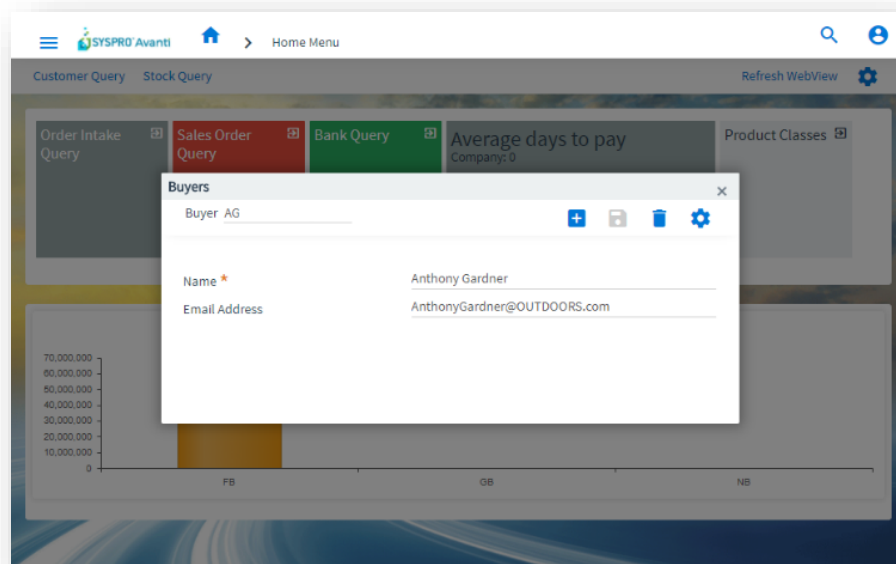 SYSPRO Avanti
Home Menu
Customer Query Stock Query Refresh WebView
Order Intake
Query
Sales Order
Query
Bank Query
Average days to pay
Company: 0
Product Classes
Buyers
Buyer AG
Name *
Anthony Gardner
Email Address
AnthonyGardner@OUTDOORS.com
70,000,000
60,000,000
50,000,000
40,000,000
30,000,000
20,000,000
10,000,000
0
FB GB NB